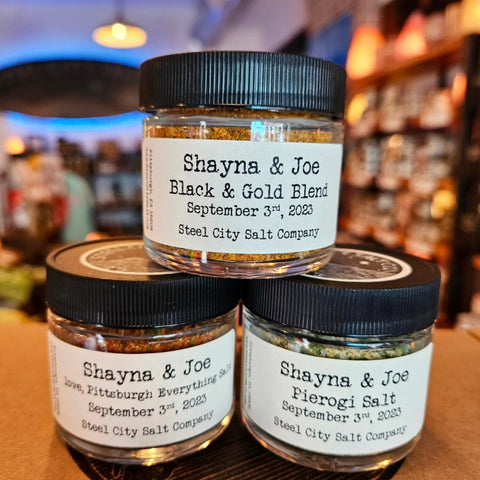 Shayna & Joe
Black & Gold Blend
September 3rd, 2023
Steel City Salt Company
Shayna & Joe
love, Pittsburgh Everything Salt
September 3rd, 2023
Steel City Salt Company
Shayna & Joe
Pierogi Salt
September 3rd, 2023
Steel City Salt Company